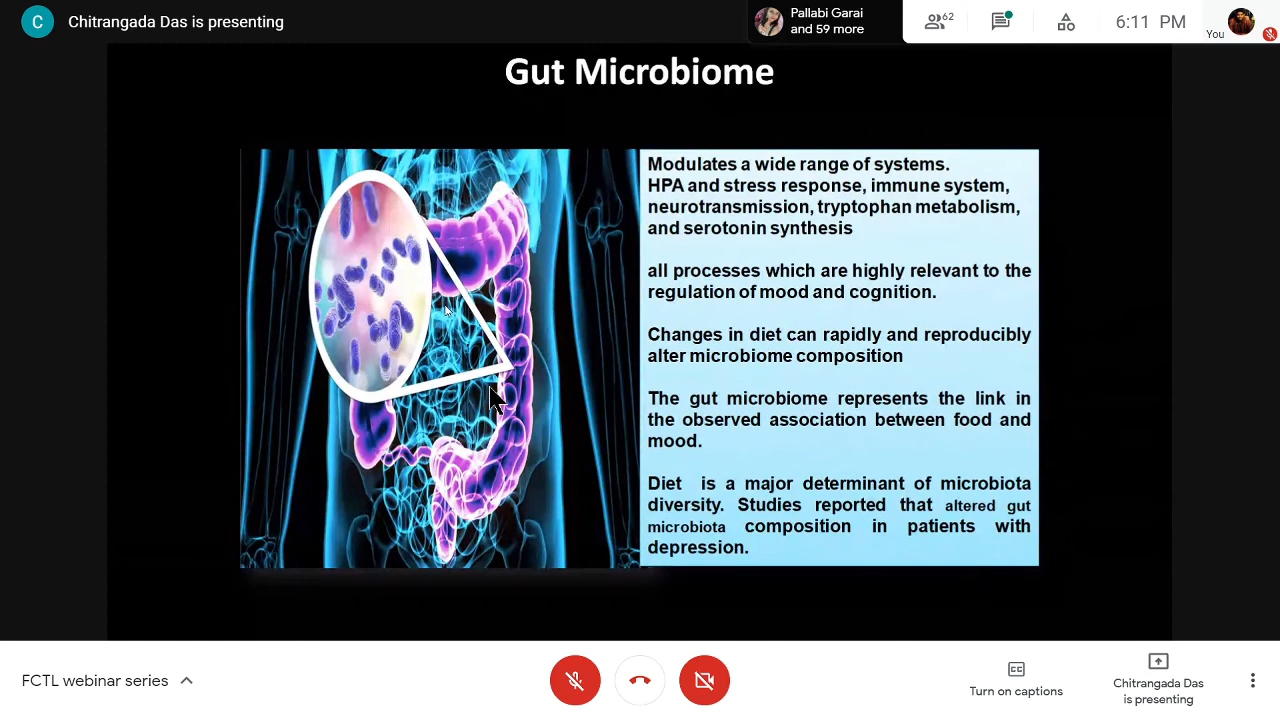 C
Chitrangada Das is presenting
Pallabi Garai
and 59 more
62
6:11 PM
You
Gut Microbiome
Modulates a wide range of systems.
HPA and stress response, immune system,
neurotransmission, tryptophan metabolism,
and serotonin synthesis
all processes which are highly relevant to the
regulation of mood and cognition.
Changes in diet can rapidly and reproducibly
alter microbiome composition
The gut microbiome represents the link in
the observed association between food and
mood.
Diet is a major determinant of microbiota
diversity. Studies reported that altered gut
microbiota composition in patients with
depression.
FCTL webinar series
CC
Turn on captions
Chitrangada Das
is presenting